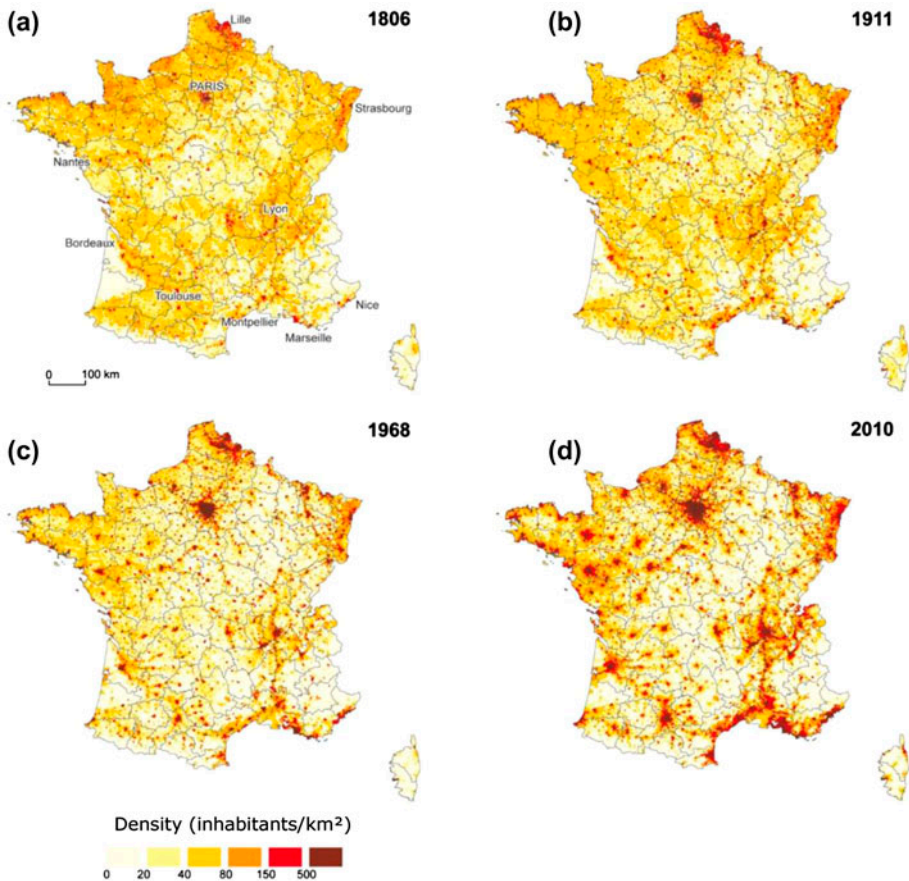 (a)
1806
Lille
PARIS
Strasbourg
Nantes
Lyon
Bordeaux
Toulouse
Nice
Montpellier
Marseille
0 100 km
(b)
1911
(c)
1968
(d)
2010
Density (inhabitants/km²)
0 20 40 80 150 500